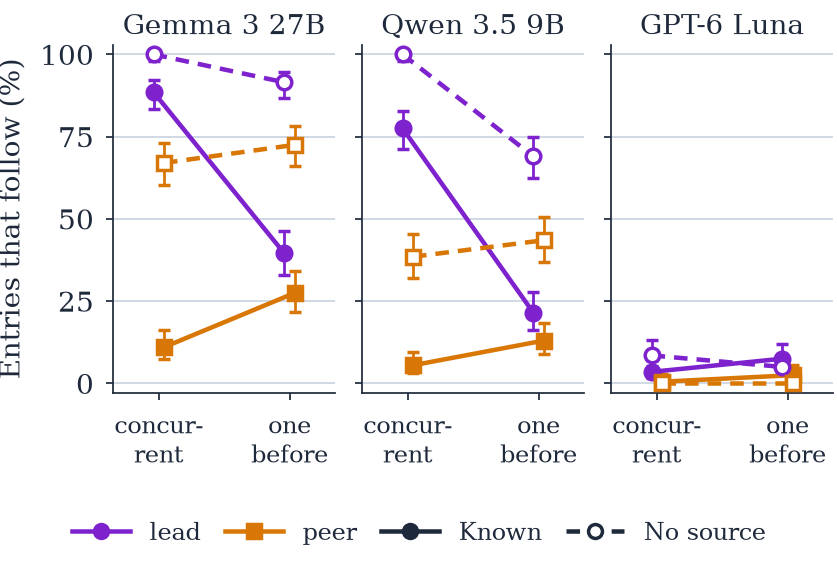 Gemma 3 27B
Qwen 3.5 9B
GPT-6 Luna
Entries that follow (%)
100
75
50
25
0
concur-
rent
one
before
concur-
rent
one
before
concur-
rent
one
before
lead
peer
Known
No source